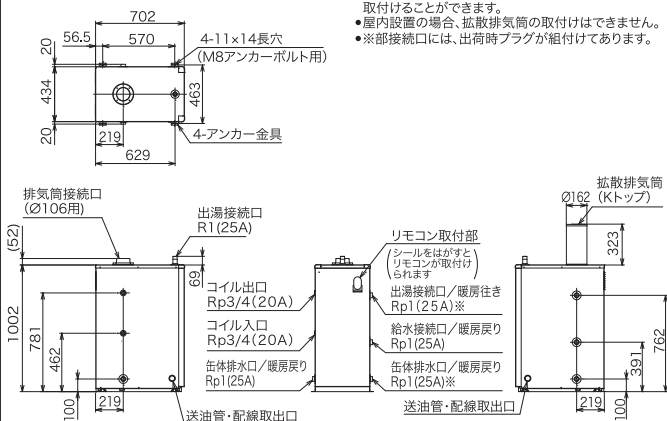 取付けることができます。
●屋内設置の場合、拡散排気筒の取付けはできません。
●※部接続口には、出荷時プラグが組付けてあります。
702
56.5
570
4-11×14長穴
(M8アンカーボルト用)
20
434
20
463
219
629
4-アンカー金具
排気筒接続口
(Ø106用)
出湯接続口
R1(25A)
(52)
69
1002
781
462
100
219
送油管・配線取出口
リモコン取付部
(シールをはがすと
リモコンが取付け
られます)
コイル出口
Rp3/4(20A)
コイル入口
Rp3/4(20A)
缶体排水口/暖房戻り
Rp1(25A)
出湯接続口/暖房往き
Rp1(25A)※
給水接続口/暖房戻り
Rp1(25A)
缶体排水口/暖房戻り
Rp1(25A)※
送油管・配線取出口
拡散排気筒
(Kトップ)
Ø162
323
762
391
219
100